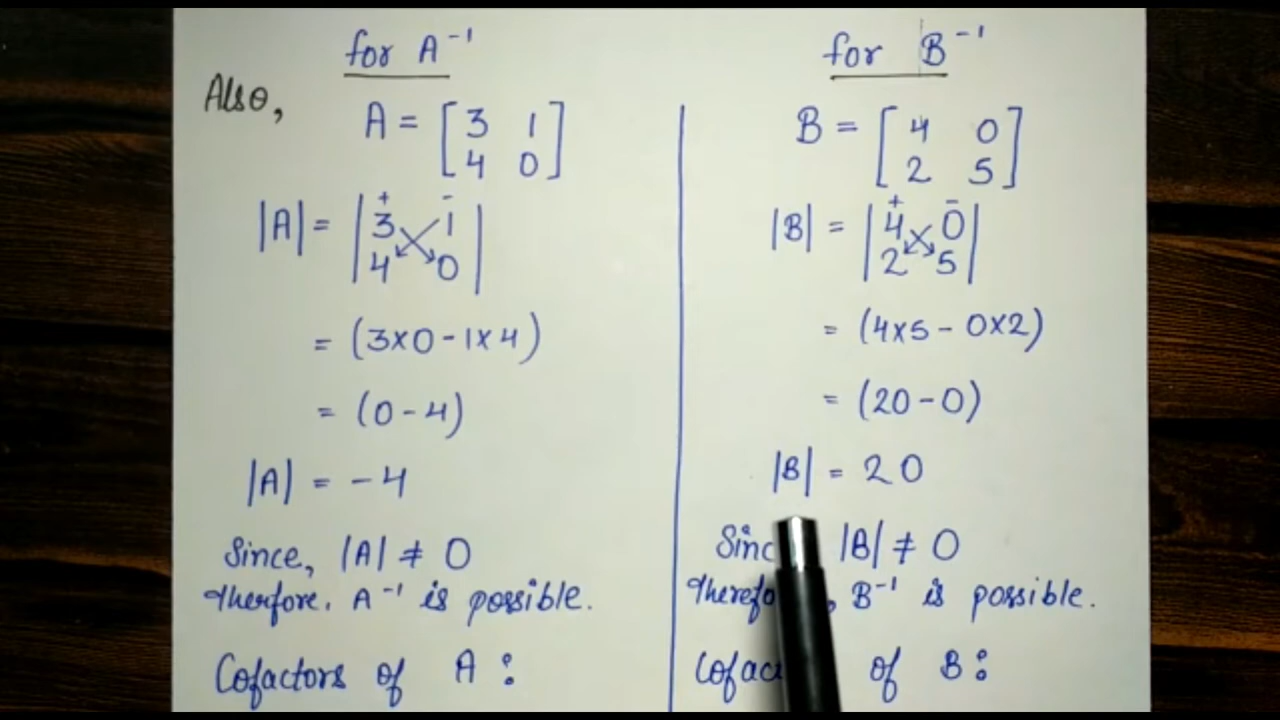 Also,
for A⁻¹
A = [3 1
4 0]
|A| = |3 1
4 0|
+ -
= (3×0-1×4)
= (0-4)
|A| = -4
Since, |A| ≠ 0
Therfore. A⁻¹ is possible.
Cofactors of A :
for B⁻¹
B = [4 0
2 5]
+ -
|B| = |4 0
2 5|
= (4×5-0×2)
= (20-0)
|B| = 20
|B| ≠ 0
B⁻¹ is possible.
of B :